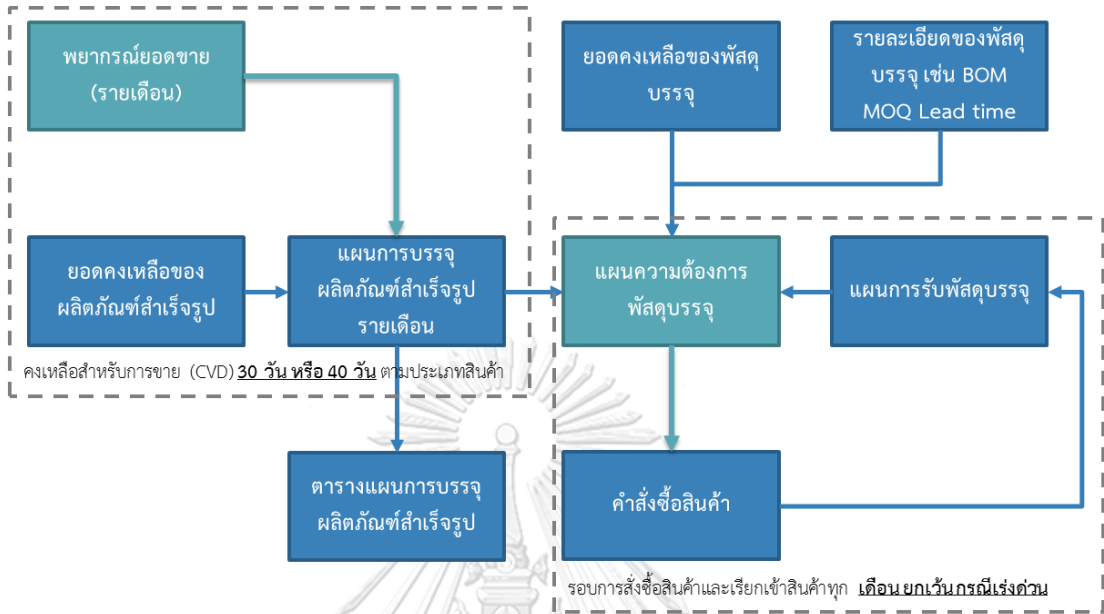 พยากรณ์ยอดขาย
(รายเดือน)
ยอดคงเหลือของพัสดุ
บรรจุ
รายละเอียดของพัสดุ
บรรจุ เช่น BOM
MOQ Lead time
ยอดคงเหลือของ
ผลิตภัณฑ์สำเร็จรูป
แผนการบรรจุ
ผลิตภัณฑ์สำเร็จรูป
รายเดือน
แผนความต้องการ
พัสดุบรรจุ
แผนการรับพัสดุบรรจุ
คงเหลือสำหรับการขาย (CVD) 30 วัน หรือ 40 วัน ตามประเภทสินค้า
ตารางแผนการบรรจุ
ผลิตภัณฑ์สำเร็จรูป
คำสั่งซื้อสินค้า
รอบการสั่งซื้อสินค้าและเรียกเข้าสินค้าทุก เดือน ยกเว้นกรณีเร่งด่วน